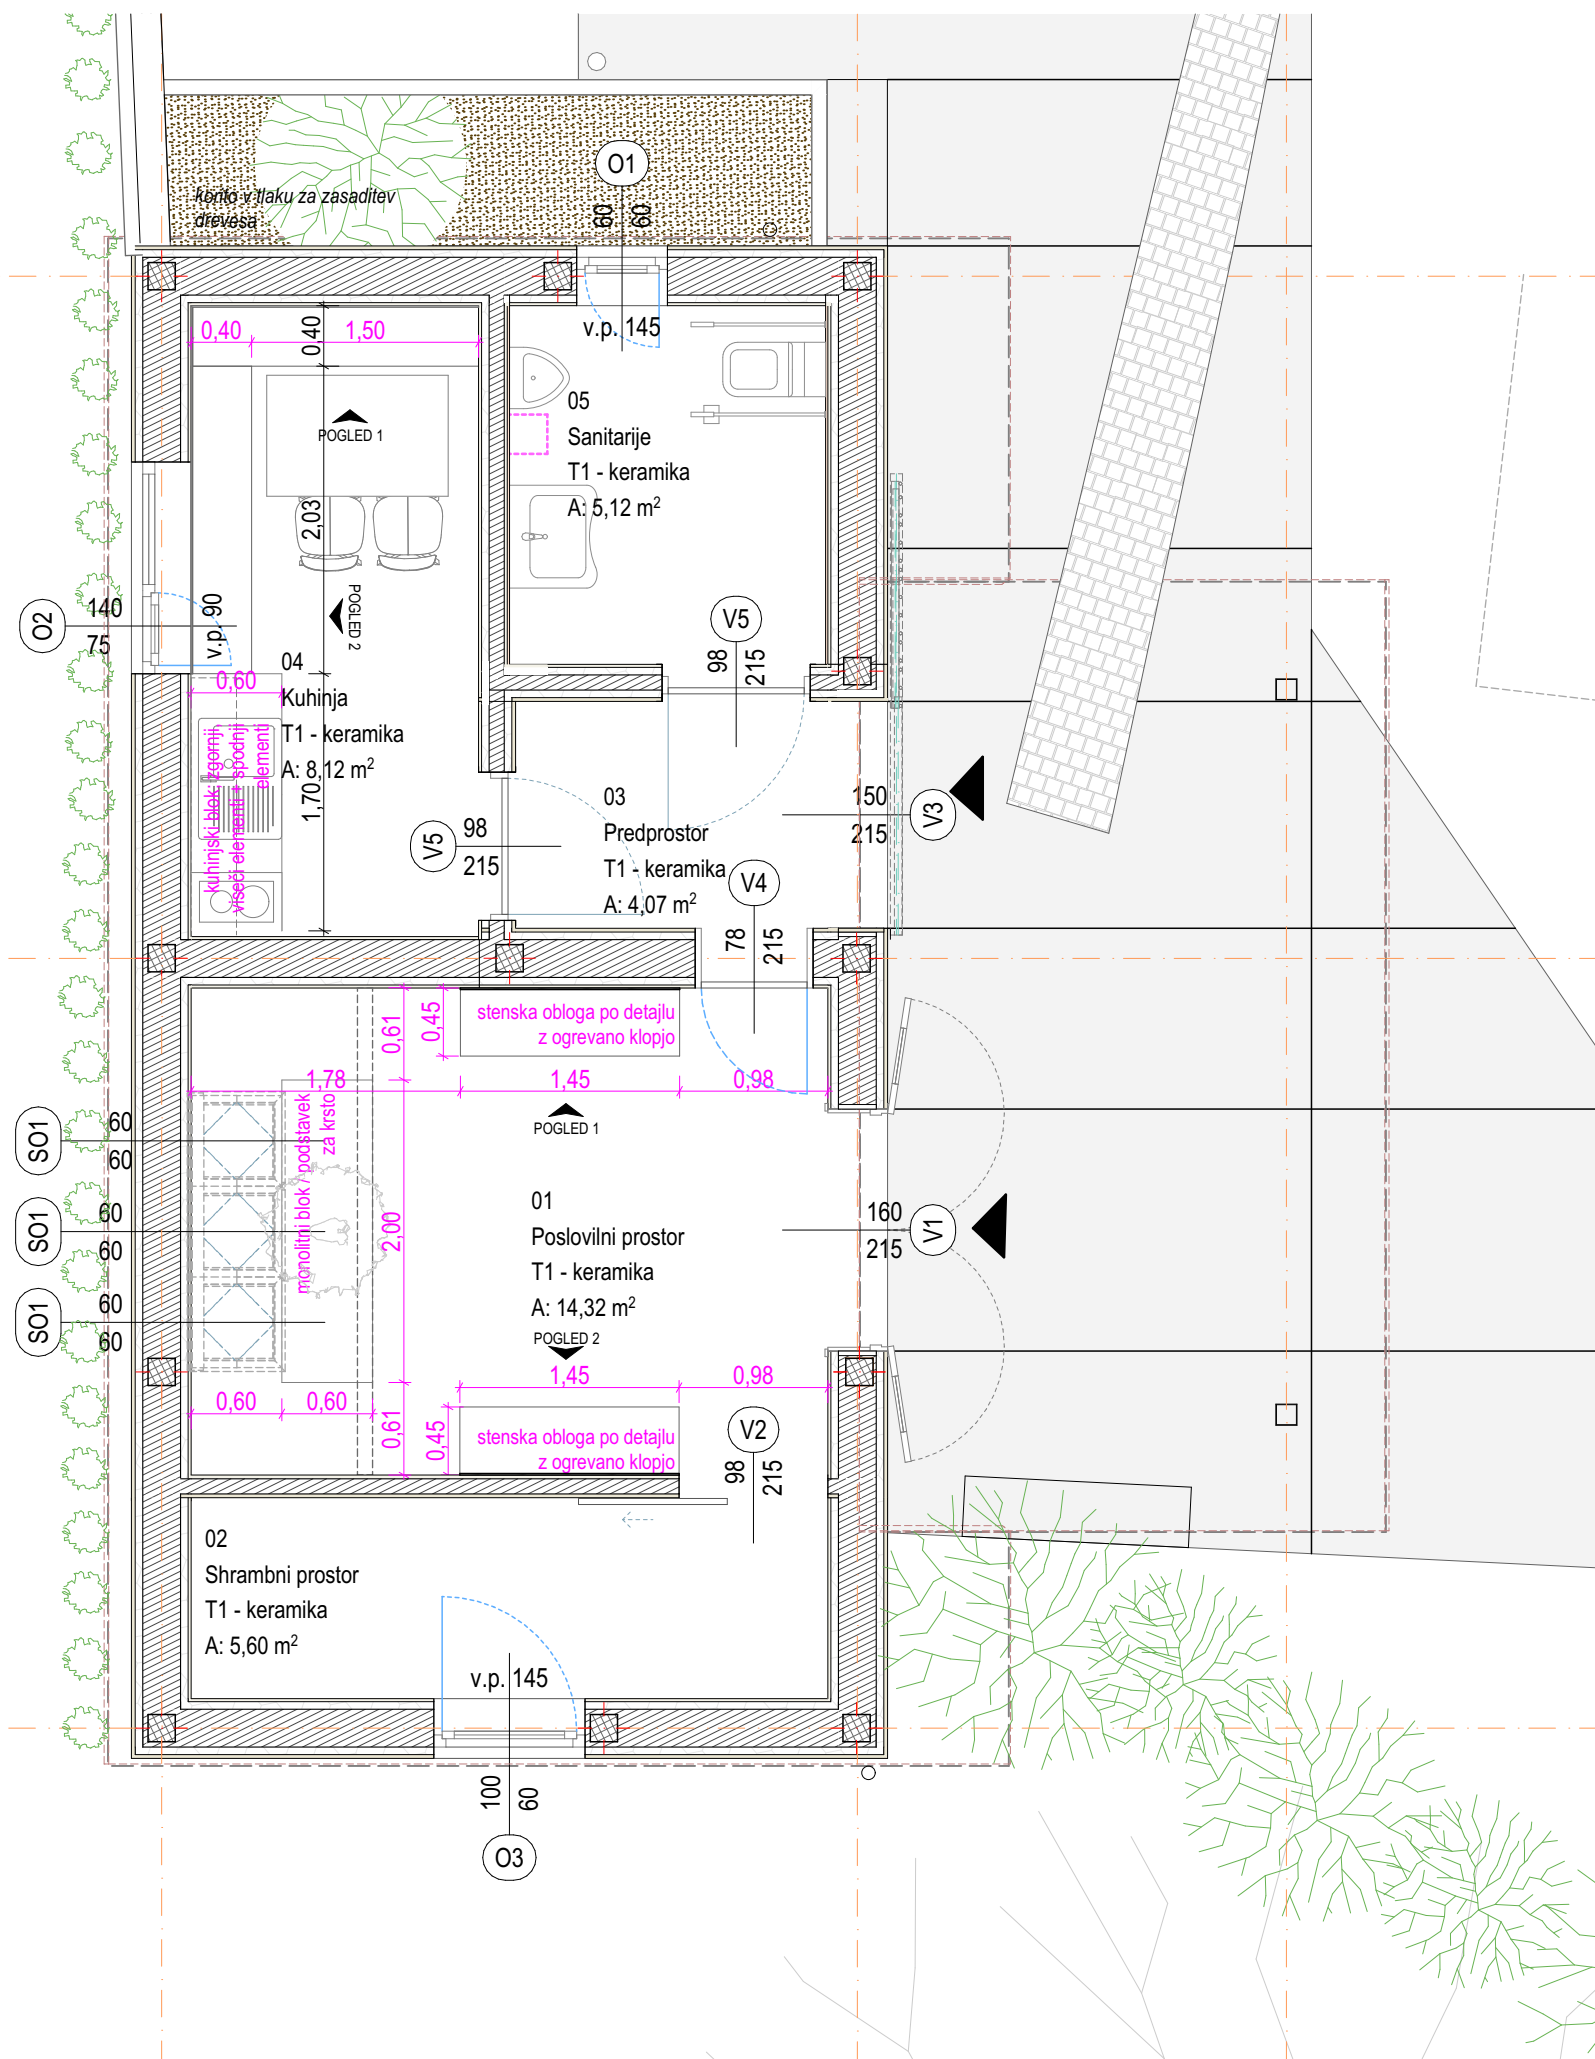 O1
60
60
korito v tlaku za zasaditev
drevesa
v.p. 145
0,40
1,50
0,40
POGLED 1
2,03
05
Sanitarije
T1 - keramika
A: 5,12 m²
O2
140
75
v.p. 90
POGLED 2
0,60
04
Kuhinja
T1 - keramika
A: 8,12 m²
kuhinjski blok: zgornji
viseči elementi + spodnji
elementi
1,70
V5
98
215
V5
98
215
03
Predprostor
T1 - keramika
A: 4,07 m²
150
215
V3
V4
78
215
0,61
0,45
stenska obloga po detajlu
z ogrevano klopjo
1,78
1,45
0,98
POGLED 1
SO1
60
60
SO1
60
60
SO1
60
60
monolitni blok / podstavek
za krsto
2,00
01
Poslovilni prostor
T1 - keramika
A: 14,32 m²
POGLED 2
160
215
V1
1,45
0,98
0,60
0,60
0,61
0,45
stenska obloga po detajlu
z ogrevano klopjo
V2
98
215
02
Shrambni prostor
T1 - keramika
A: 5,60 m²
v.p. 145
100
60
O3